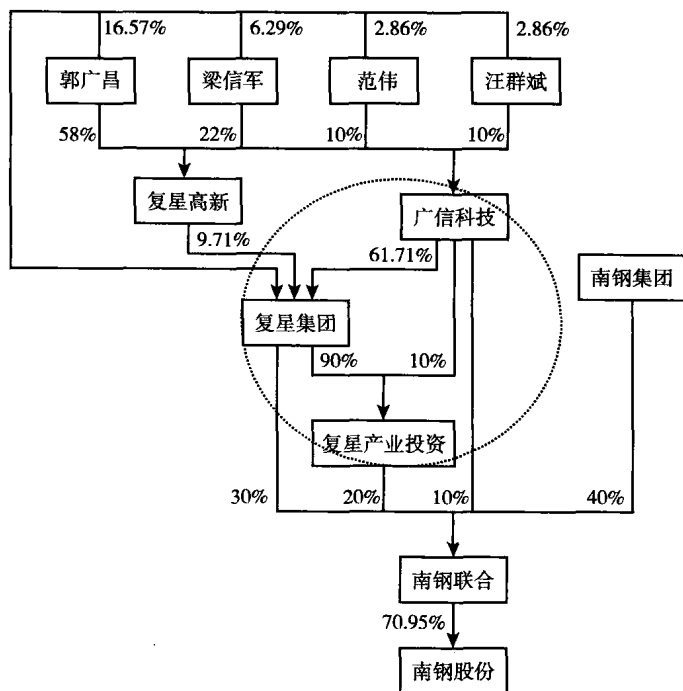 16.57%
6.29%
2.86%
2.86%
郭广昌
梁信军
范伟
汪群斌
58%
22%
10%
10%
复星高新
广信科技
9.71%
61.71%
南钢集团
复星集团
90%
10%
复星产业投资
30%
20%
10%
40%
南钢联合
70.95%
南钢股份